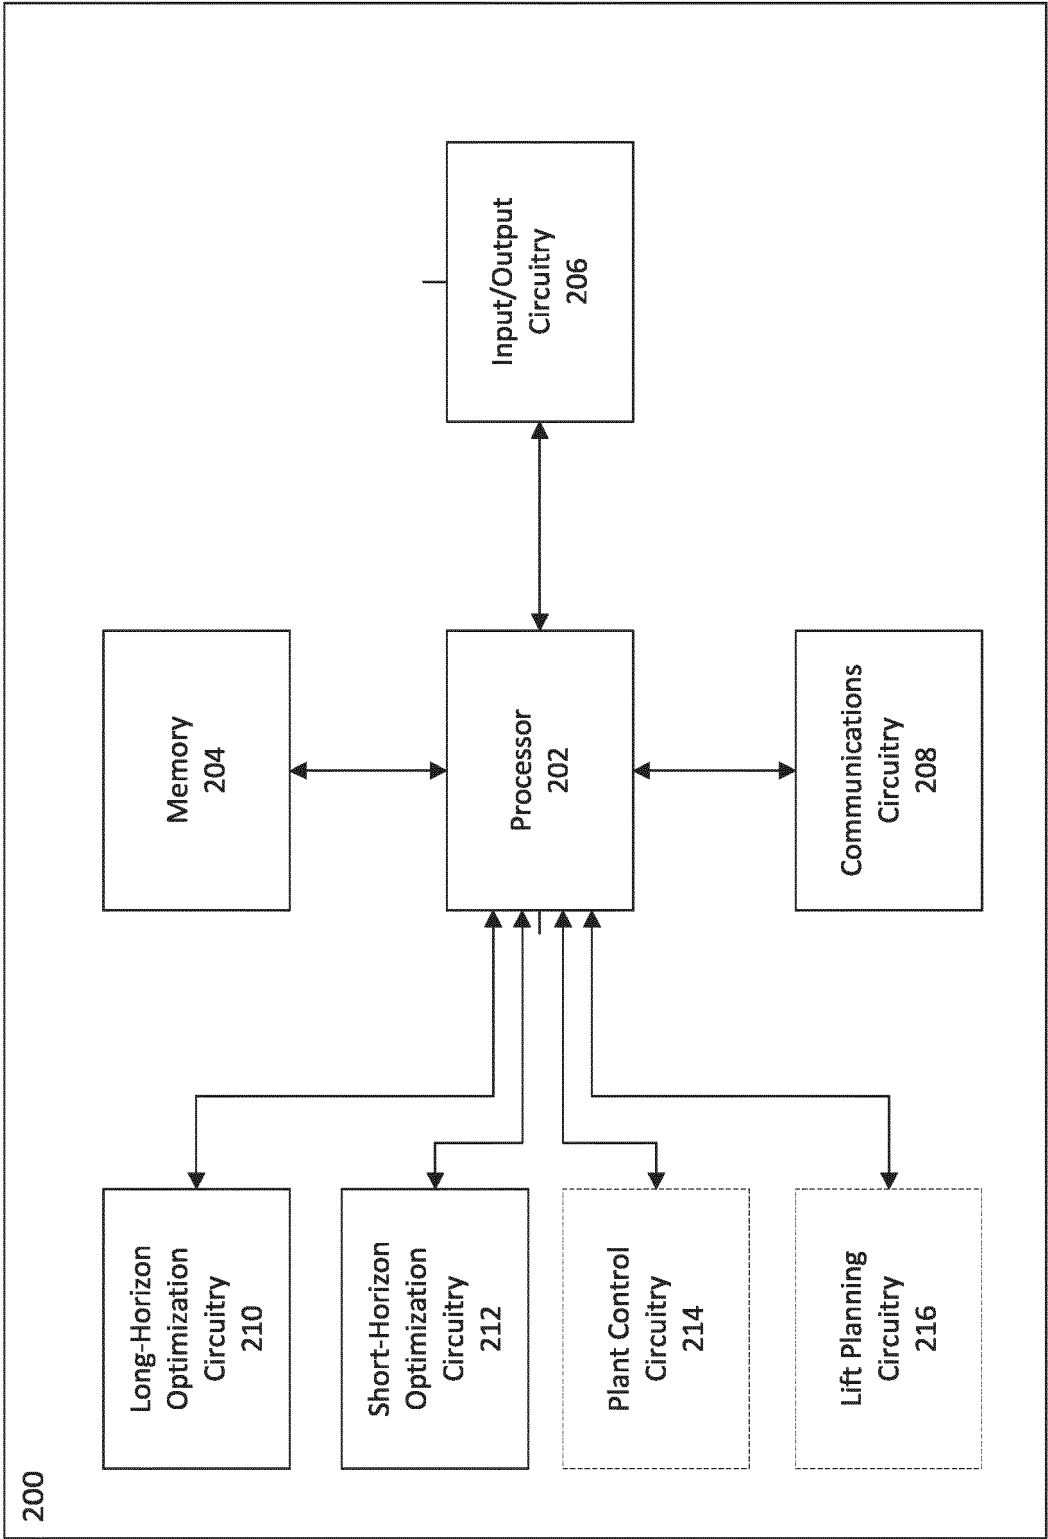 200
Long-Horizon
Optimization
Circuitry
210
Short-Horizon
Optimization
Circuitry
212
Plant Control
Circuitry
214
Lift Planning
Circuitry
216
Memory
204
Processor
202
Communications
Circuitry
208
Input/Output
Circuitry
206